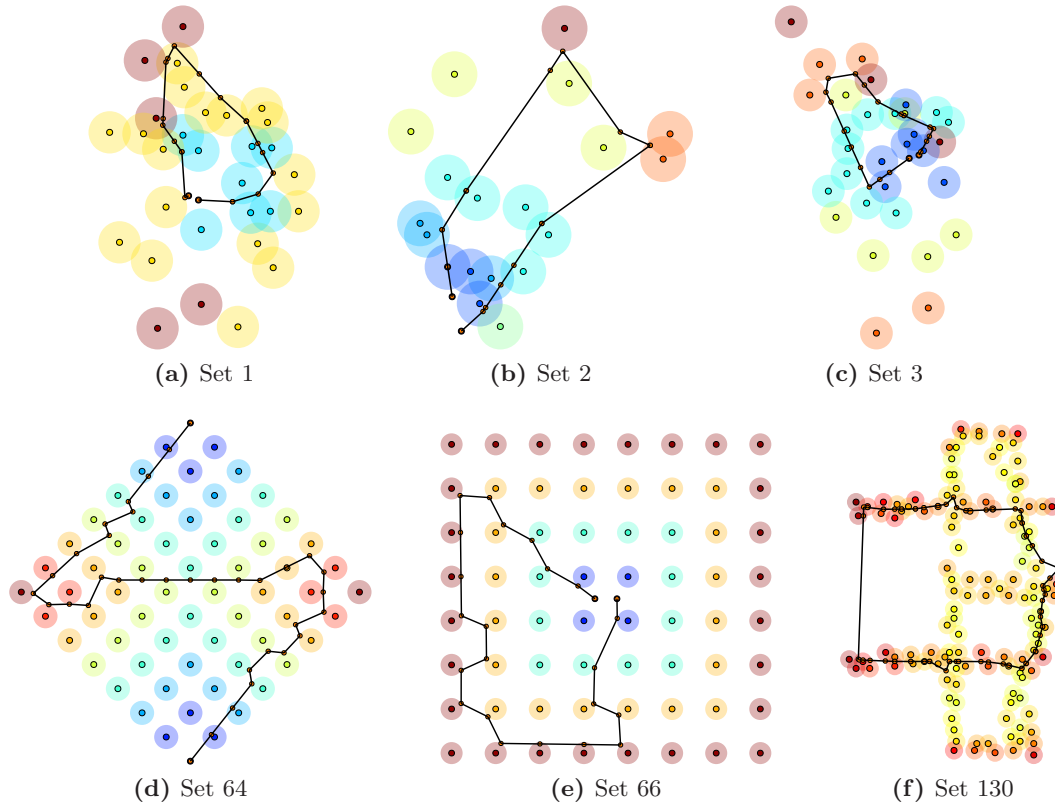 (a) Set 1
(b) Set 2
(c) Set 3
(d) Set 64
(e) Set 66
(f) Set 130